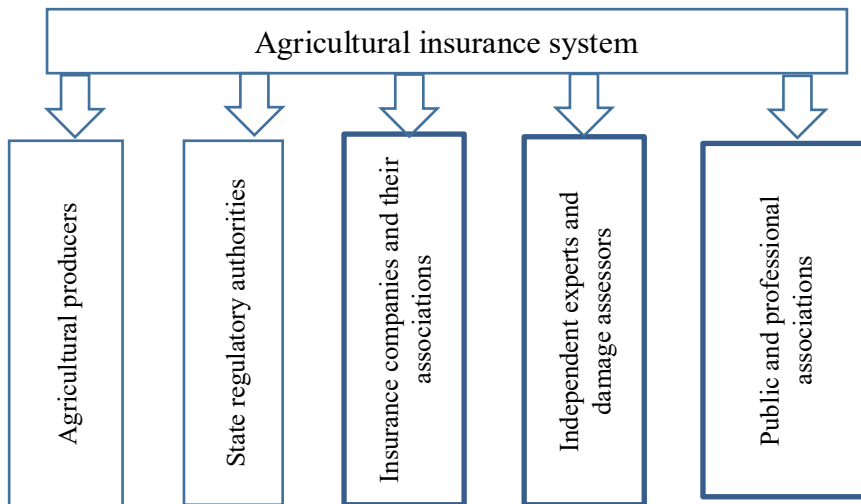 Agricultural insurance system
Agricultural producers
State regulatory authorities
Insurance companies and their
associations
Independent experts and
damage assessors
Public and professional
associations